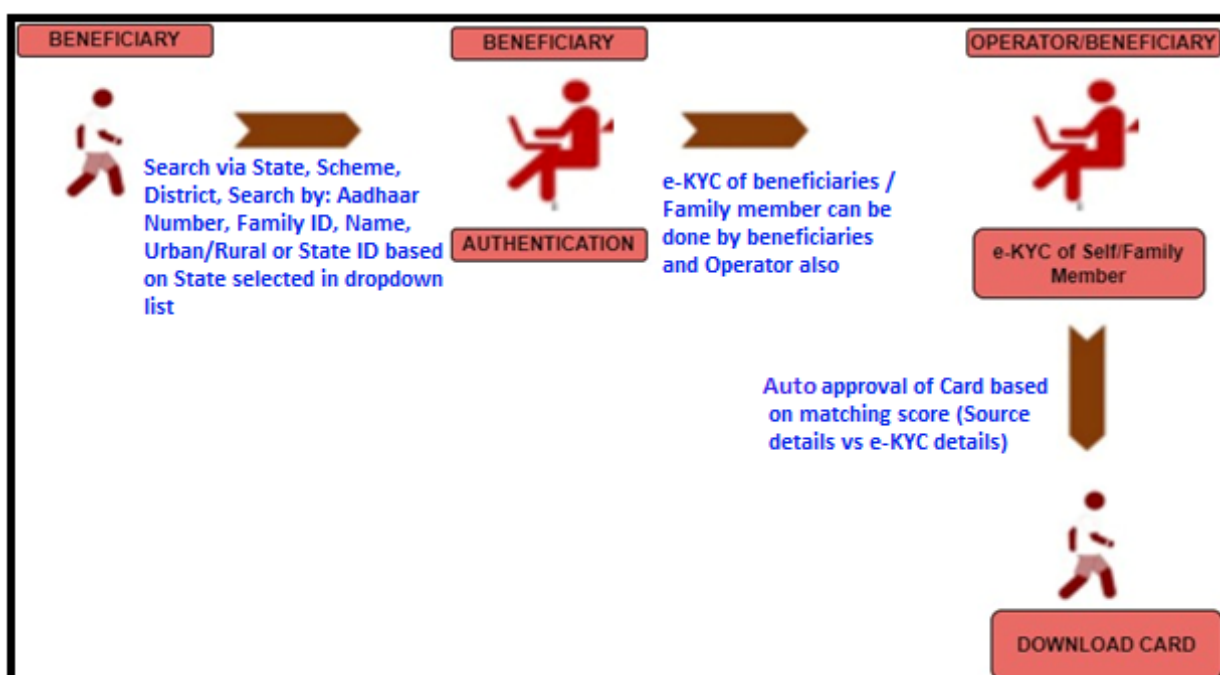 BENEFICIARY
BENEFICIARY
OPERATOR/BENEFICIARY
Search via State, Scheme,
District, Search by: Aadhaar
Number, Family ID, Name,
Urban/Rural or State ID based
on State selected in dropdown
list
AUTHENTICATION
e-KYC of beneficiaries /
Family member can be
done by beneficiaries
and Operator also
e-KYC of Self/Family
Member
Auto approval of Card based
on matching score (Source
details vs e-KYC details)
DOWNLOAD CARD